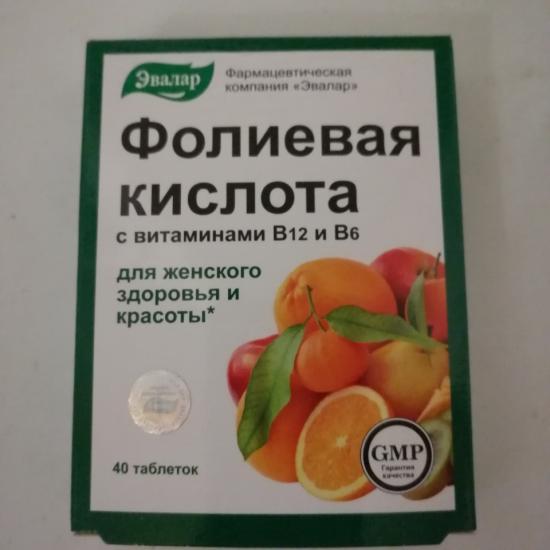 Эвалар
Фармацевтическая
компания «Эвалар»
Фолиевая
кислота
с витаминами В12 и В6
для женского
здоровья и
красоты*
40 таблеток
GMP
Гарантия
качества